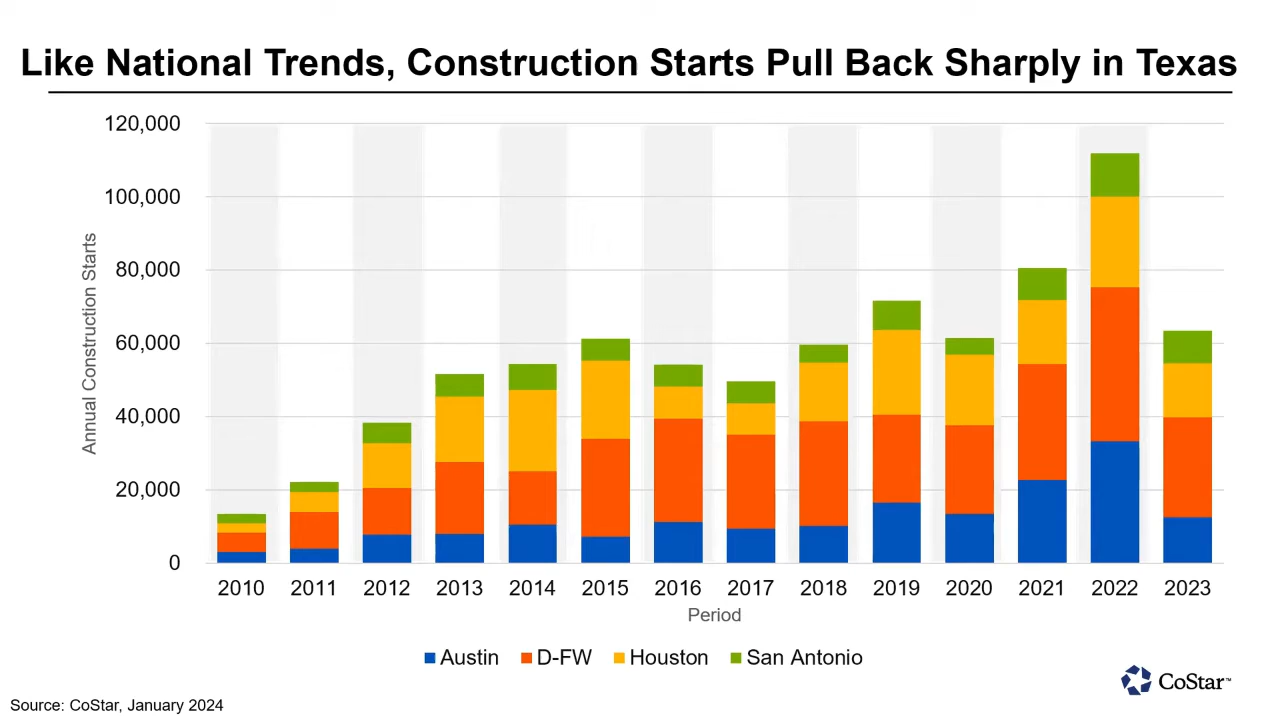 Like National Trends, Construction Starts Pull Back Sharply in Texas
120,000
100,000
80,000
60,000
40,000
20,000
0
Annual Construction Starts
2010 2011 2012 2013 2014 2015 2016 2017 2018 2019 2020 2021 2022 2023
Period
Austin D-FW Houston San Antonio
CoStar™
Source: CoStar, January 2024